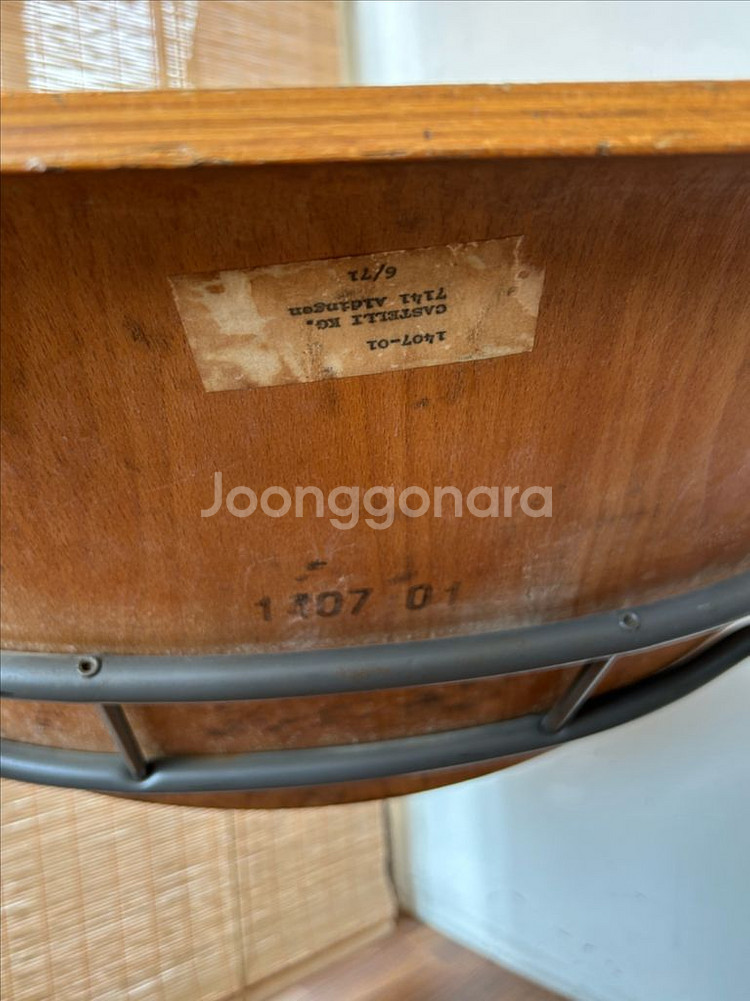 1407-01
CASTELLI KG.
7141 Aldingen
6/71
Joonggonara
1407 01